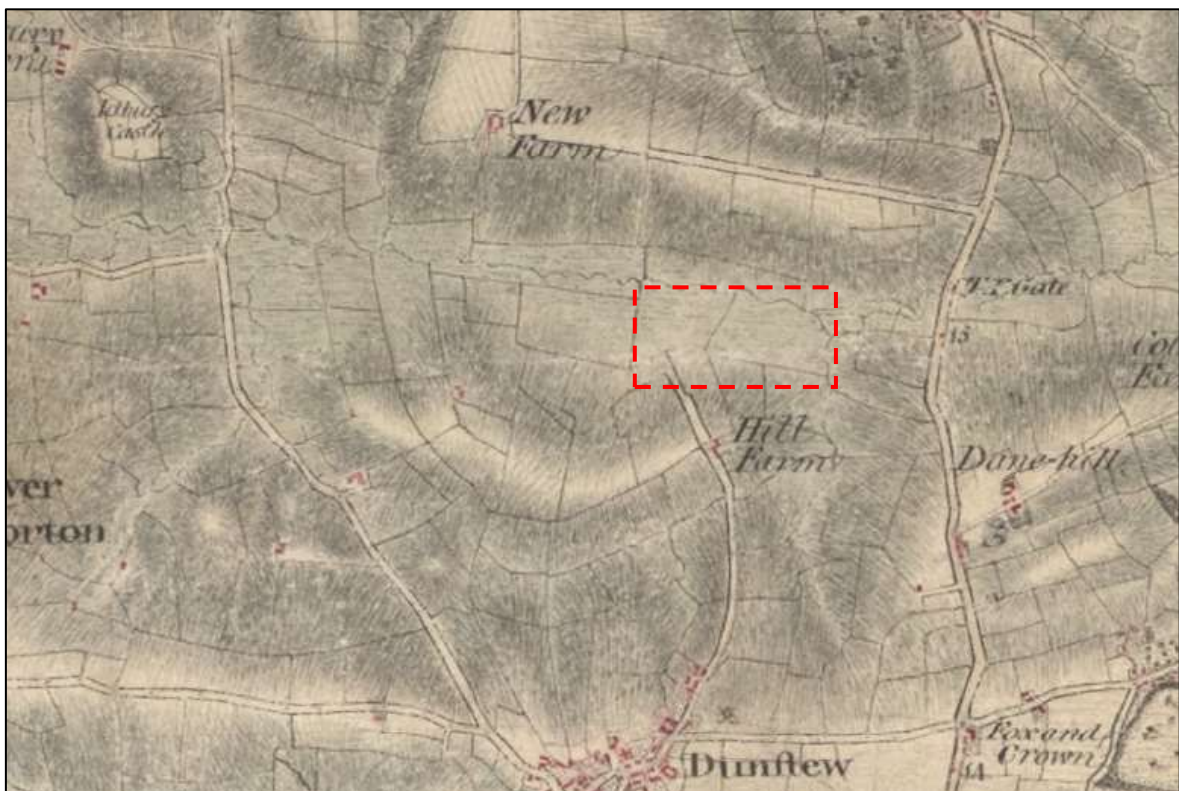 Castle
New
Farm
T.P. Gate
15
Hill
Farm
Dane-hill
orton
Fox and
Crown
Dunstew
14